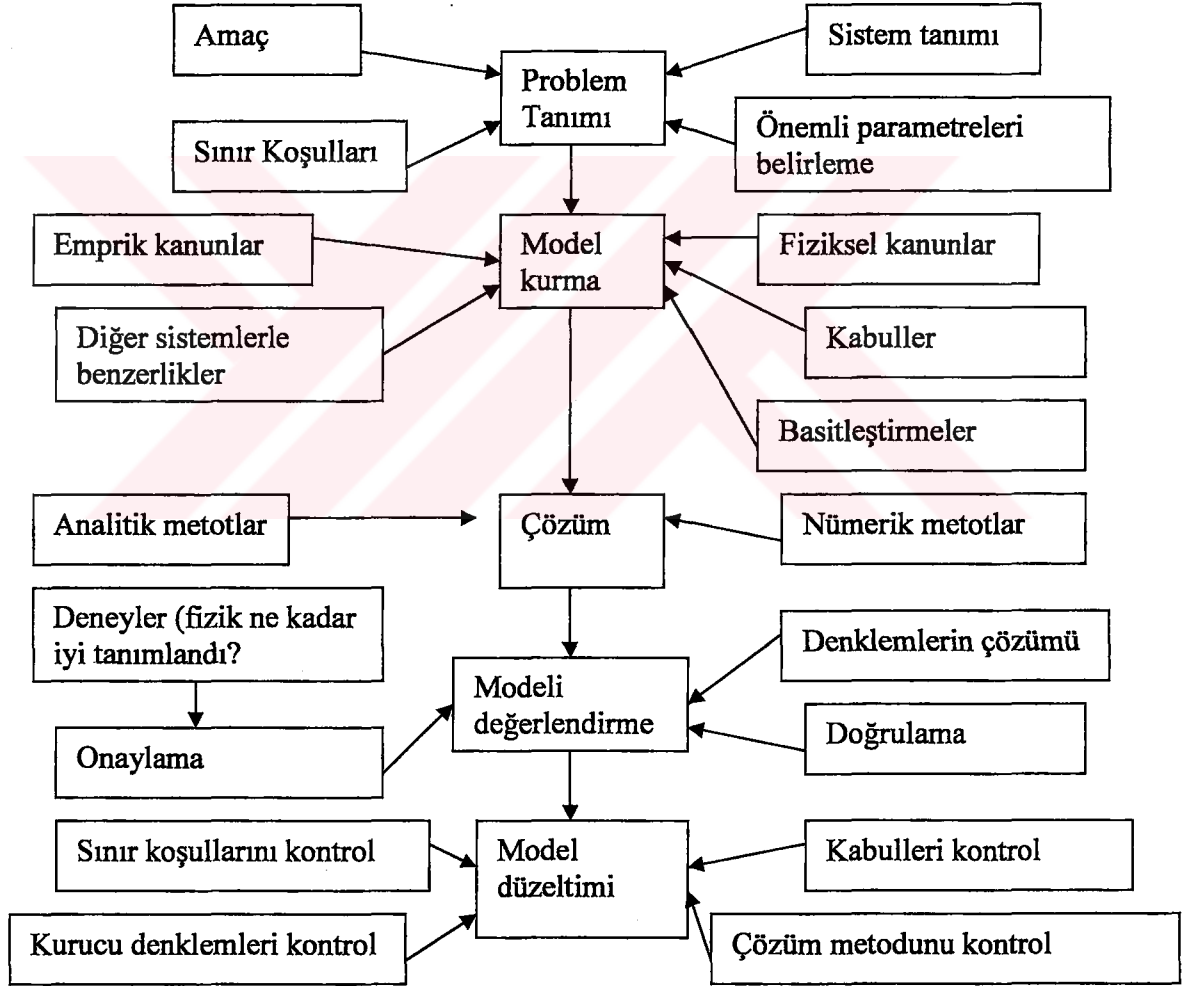 Amaç
Sistem tanımı
Problem
Tanımı
Sınır Koşulları
Önemli parametreleri
belirleme
Emprik kanunlar
Model
kurma
Fiziksel kanunlar
Diğer sistemlerle
benzerlikler
Kabuller
Basitleştirmeler
Analitik metotlar
Çözüm
Nümerik metotlar
Deneyler (fizik ne kadar
iyi tanımlandı?
Denklemlerin çözümü
Modeli
değerlendirme
Onaylama
Doğrulama
Sınır koşullarını kontrol
Model
düzeltimi
Kabulleri kontrol
Kurucu denklemleri kontrol
Çözüm metodunu kontrol